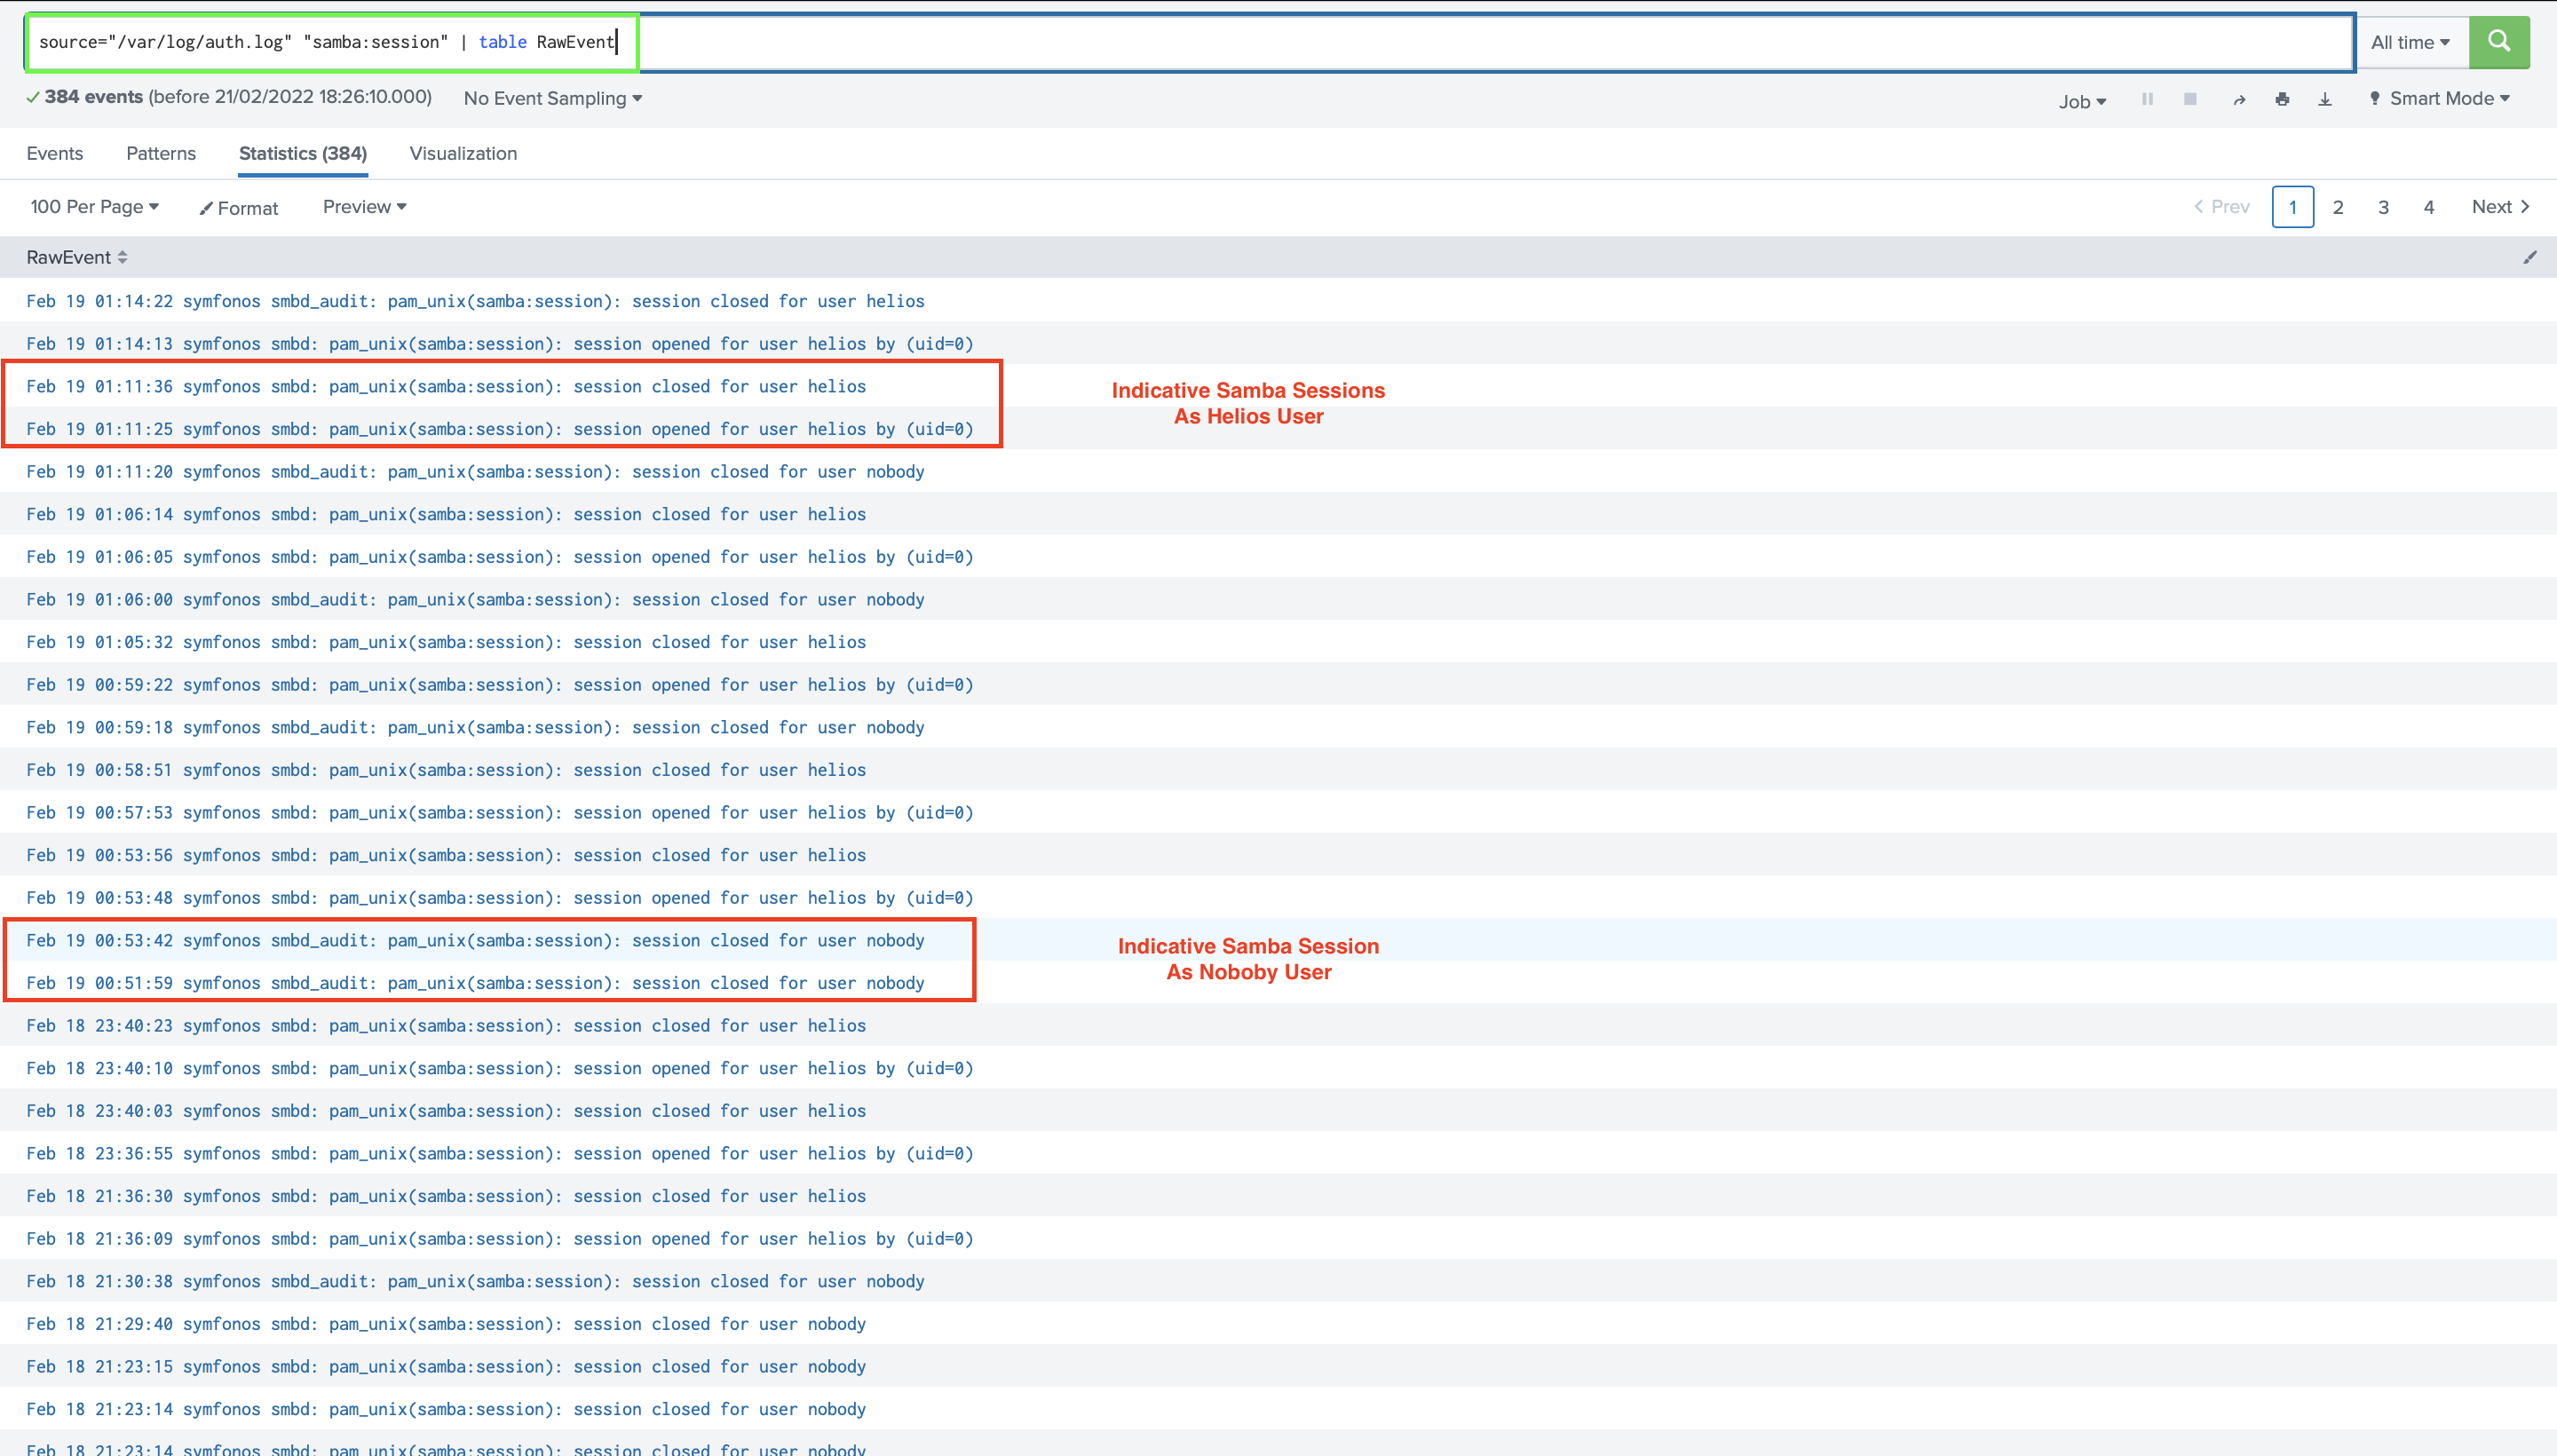 source="/var/log/auth.log" "samba:session" | table RawEvent
All time
384 events (before 21/02/2022 18:26:10.000)
No Event Sampling
Job
Smart Mode
Events
Patterns
Statistics (384)
Visualization
100 Per Page
Format
Preview
Prev
1
2
3
4
Next
RawEvent
Feb 19 01:14:22 symfonos smbd_audit: pam_unix(samba:session): session closed for user helios
Feb 19 01:14:13 symfonos smbd: pam_unix(samba:session): session opened for user helios by (uid=0)
Feb 19 01:11:36 symfonos smbd: pam_unix(samba:session): session closed for user helios
Feb 19 01:11:25 symfonos smbd: pam_unix(samba:session): session opened for user helios by (uid=0)
Indicative Samba Sessions
As Helios User
Feb 19 01:11:20 symfonos smbd_audit: pam_unix(samba:session): session closed for user nobody
Feb 19 01:06:14 symfonos smbd: pam_unix(samba:session): session closed for user helios
Feb 19 01:06:05 symfonos smbd: pam_unix(samba:session): session opened for user helios by (uid=0)
Feb 19 01:06:00 symfonos smbd_audit: pam_unix(samba:session): session closed for user nobody
Feb 19 01:05:32 symfonos smbd: pam_unix(samba:session): session closed for user helios
Feb 19 00:59:22 symfonos smbd: pam_unix(samba:session): session opened for user helios by (uid=0)
Feb 19 00:59:18 symfonos smbd_audit: pam_unix(samba:session): session closed for user nobody
Feb 19 00:58:51 symfonos smbd: pam_unix(samba:session): session closed for user helios
Feb 19 00:57:53 symfonos smbd: pam_unix(samba:session): session opened for user helios by (uid=0)
Feb 19 00:53:56 symfonos smbd: pam_unix(samba:session): session closed for user helios
Feb 19 00:53:48 symfonos smbd: pam_unix(samba:session): session opened for user helios by (uid=0)
Feb 19 00:53:42 symfonos smbd_audit: pam_unix(samba:session): session closed for user nobody
Feb 19 00:51:59 symfonos smbd_audit: pam_unix(samba:session): session closed for user nobody
Indicative Samba Session
As Noboby User
Feb 18 23:40:23 symfonos smbd: pam_unix(samba:session): session closed for user helios
Feb 18 23:40:10 symfonos smbd: pam_unix(samba:session): session opened for user helios by (uid=0)
Feb 18 23:40:03 symfonos smbd: pam_unix(samba:session): session closed for user helios
Feb 18 23:36:55 symfonos smbd: pam_unix(samba:session): session opened for user helios by (uid=0)
Feb 18 21:36:30 symfonos smbd: pam_unix(samba:session): session closed for user helios
Feb 18 21:36:09 symfonos smbd: pam_unix(samba:session): session opened for user helios by (uid=0)
Feb 18 21:30:38 symfonos smbd_audit: pam_unix(samba:session): session closed for user nobody
Feb 18 21:29:40 symfonos smbd: pam_unix(samba:session): session closed for user nobody
Feb 18 21:23:15 symfonos smbd: pam_unix(samba:session): session closed for user nobody
Feb 18 21:23:14 symfonos smbd: pam_unix(samba:session): session closed for user nobody
Feb 18 21:23:14 symfonos smbd: pam_unix(samba:session): session closed for user nobody